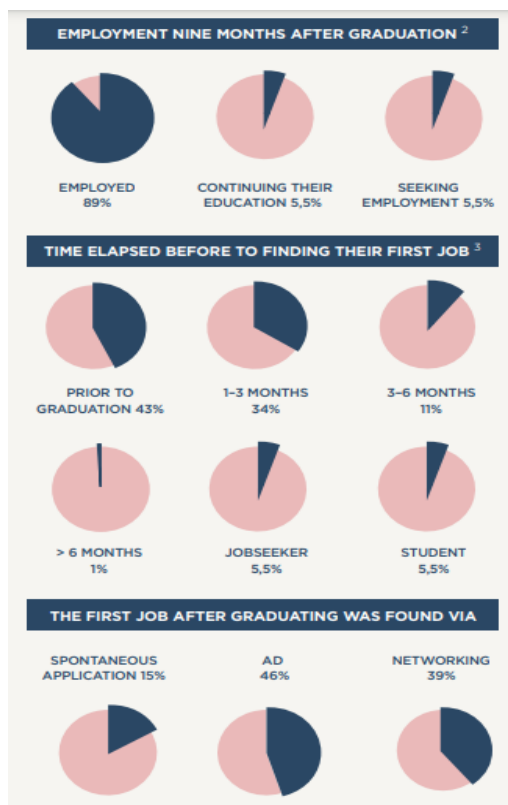 EMPLOYMENT NINE MONTHS AFTER GRADUATION ²
EMPLOYED
89%
CONTINUING THEIR
EDUCATION 5,5%
SEEKING
EMPLOYMENT 5,5%
TIME ELAPSED BEFORE TO FINDING THEIR FIRST JOB ³
PRIOR TO
GRADUATION 43%
1–3 MONTHS
34%
3–6 MONTHS
11%
> 6 MONTHS
1%
JOBSEEKER
5,5%
STUDENT
5,5%
THE FIRST JOB AFTER GRADUATING WAS FOUND VIA
SPONTANEOUS
APPLICATION 15%
AD
46%
NETWORKING
39%